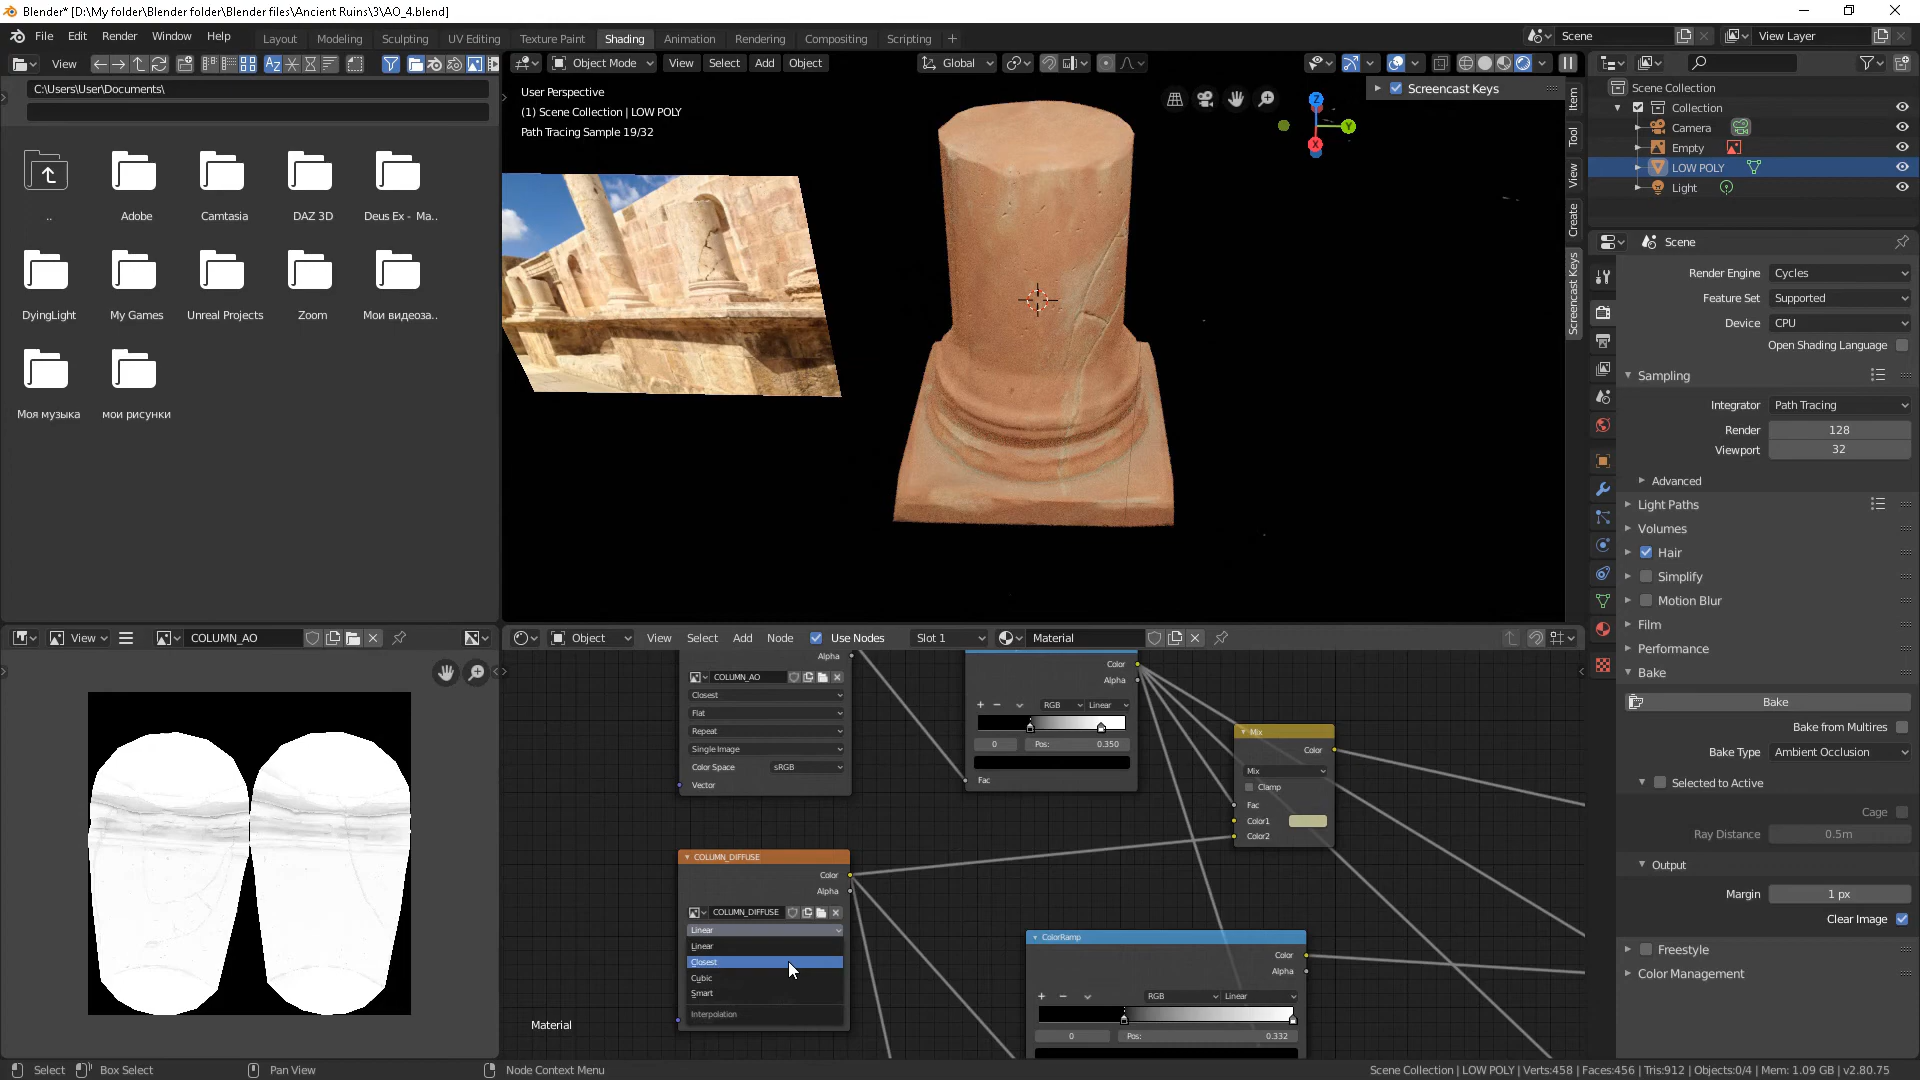 Blender* [D:\My folder\Blender folder\Blender files\Ancient Ruins\3\AO_4.blend]
File Edit Render Window Help Layout Modeling Sculpting UV Editing Texture Paint Shading Animation Rendering Compositing Scripting + Scene View Layer
View
C:\Users\User\Documents\
..
Adobe
Camtasia
DAZ 3D
Deus Ex - Ma..
DyingLight
My Games
Unreal Projects
Zoom
Мои видеоза..
Моя музыка
мои рисунки
Object Mode View Select Add Object Global
User Perspective
(1) Scene Collection | LOW POLY
Path Tracing Sample 19/32
Z
Y
X
Screencast Keys
Item
Tool
View
Create
Screencast Keys
Scene Collection
Collection
Camera
Empty
LOW POLY
Light
Scene
Render Engine Cycles
Feature Set Supported
Device CPU
Open Shading Language
Sampling
Integrator Path Tracing
Render 128
Viewport 32
Advanced
Light Paths
Volumes
Hair
Simplify
Motion Blur
Film
Performance
Bake
Bake
Bake from Multires
Bake Type Ambient Occlusion
Selected to Active
Cage
Ray Distance 0.5m
Output
Margin 1 px
Clear Image
Freestyle
Color Management
View COLUMN_AO
Object View Select Add Node Use Nodes Slot 1 Material
Alpha
COLUMN_AO
Closest
Flat
Repeat
Single Image
Color Space sRGB
Vector
Color
Alpha
+ − RGB Linear
0 Pos: 0.350
Fac
Mix
Color
Mix
Clamp
Fac
Color1
Color2
COLUMN_DIFFUSE
Color
Alpha
COLUMN_DIFFUSE
Linear
Linear
Closest
Cubic
Smart
Interpolation
ColorRamp
Color
Alpha
+ − RGB Linear
0 Pos: 0.332
Material
Select Box Select Pan View Node Context Menu Scene Collection | LOW POLY | Verts:458 | Faces:456 | Tris:912 | Objects:0/4 | Mem: 1.09 GB | v2.80.75